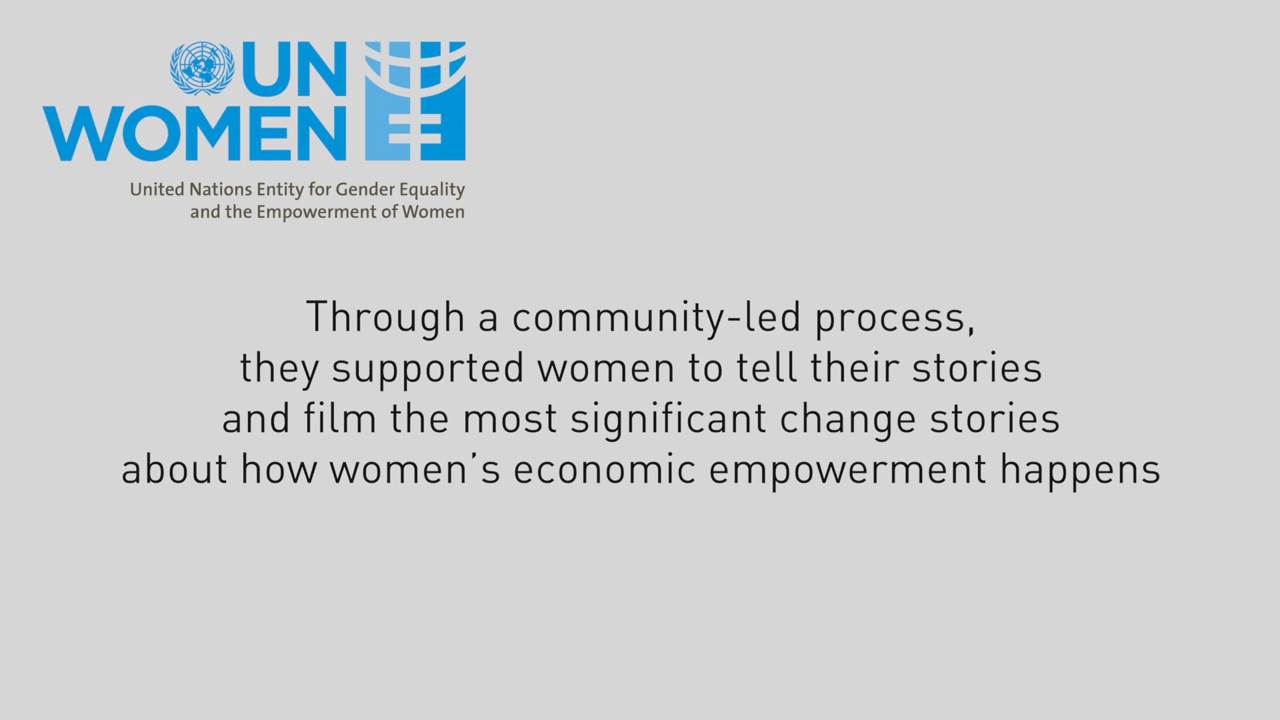 UN
WOMEN
United Nations Entity for Gender Equality
and the Empowerment of Women
Through a community-led process,
they supported women to tell their stories
and film the most significant change stories
about how women’s economic empowerment happens